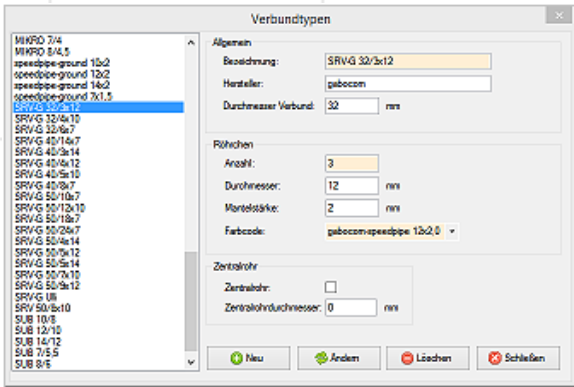 Verbundtypen
MIKRO 7/4
MIKRO 8/4,5
speedpipe-ground 10x2
speedpipe-ground 12x2
speedpipe-ground 14x2
speedpipe-ground 7x1,5
SRV-G 32/3x12
SRV-G 32/4x10
SRV-G 32/6x7
SRV-G 40/14x7
SRV-G 40/3x14
SRV-G 40/4x12
SRV-G 40/5x10
SRV-G 40/8x7
SRV-G 50/10x7
SRV-G 50/12x10
SRV-G 50/18x7
SRV-G 50/24x7
SRV-G 50/4x14
SRV-G 50/5x12
SRV-G 50/5x14
SRV-G 50/7x10
SRV-G 50/9x12
SRV-G Ulli
SRV 50/6x10
SUB 10/8
SUB 12/10
SUB 14/12
SUB 7/5,5
SUB 8/6
Allgemein
Bezeichnung: SRV-G 32/3x12
Hersteller: gabocom
Durchmesser Verbund: 32 mm
Röhrchen
Anzahl: 3
Durchmesser: 12 mm
Mantelstärke: 2 mm
Farbcode: gabocom-speedpipe 12x2,0
Zentralrohr
Zentralrohr:
Zentralrohrdurchmesser: 0 mm
Neu Ändern Löschen Schließen